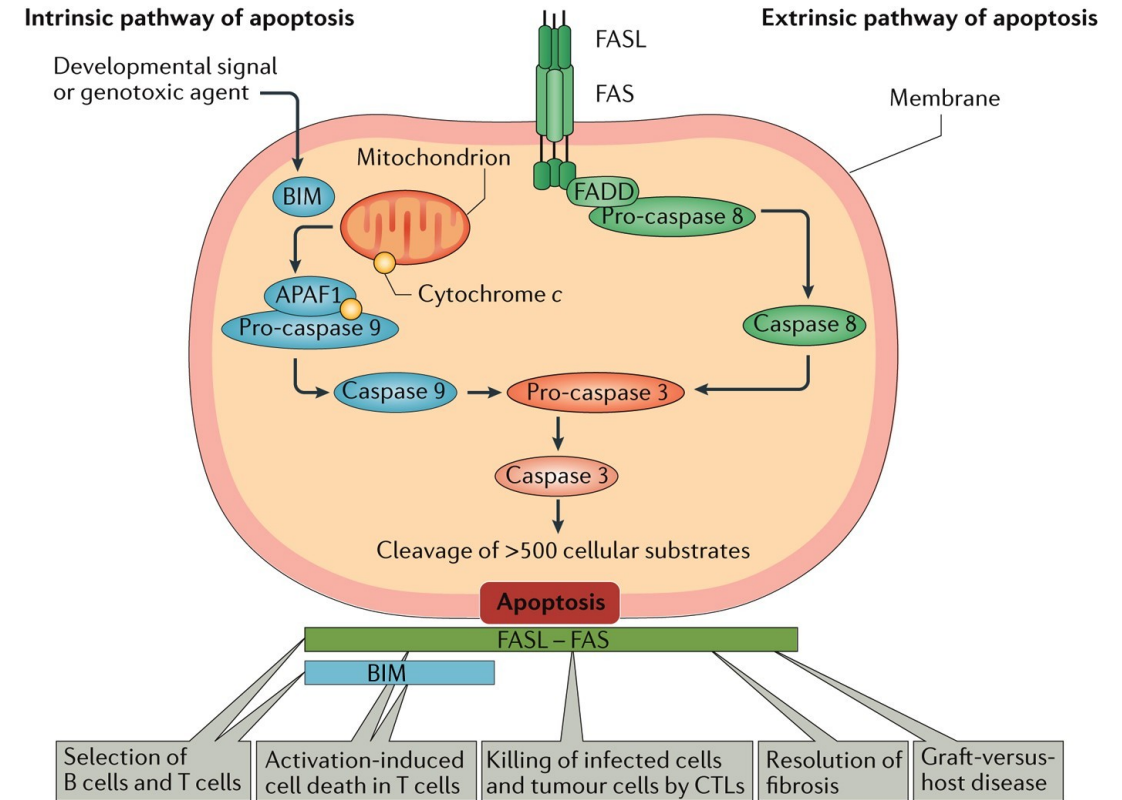 Intrinsic pathway of apoptosis
Extrinsic pathway of apoptosis
FASL
Developmental signal
or genotoxic agent
FAS
Membrane
Mitochondrion
BIM
FADD
Pro-caspase 8
APAF1
Cytochrome c
Pro-caspase 9
Caspase 8
Caspase 9
Pro-caspase 3
Caspase 3
Cleavage of >500 cellular substrates
Apoptosis
FASL – FAS
BIM
Selection of
B cells and T cells
Activation-induced
cell death in T cells
Killing of infected cells
and tumour cells by CTLs
Resolution of
fibrosis
Graft-versus-
host disease